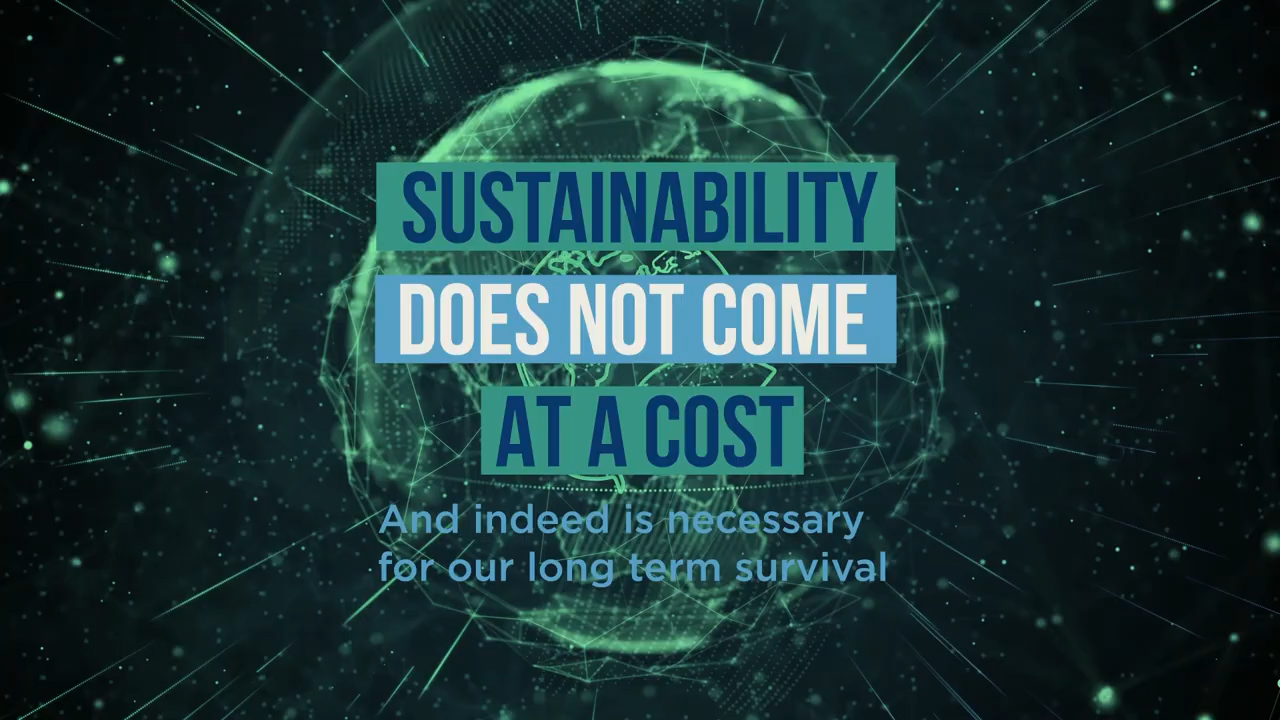 SUSTAINABILITY
DOES NOT COME
AT A COST
And indeed is necessary
for our long term survival